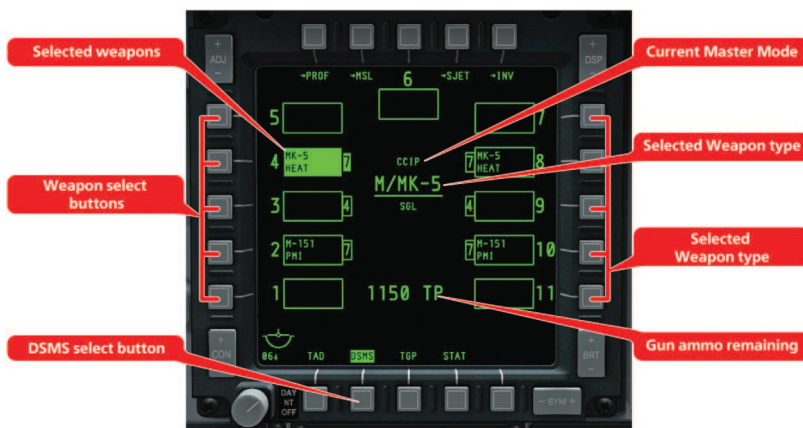 Selected weapons
Weapon select
buttons
DSMS select button
Current Master Mode
Selected Weapon type
Selected
Weapon type
Gun ammo remaining
+
ADJ
-
+
DSP
-
→PROF →MSL 6 →SJET →INV
5 7
4 MK-5
HEAT 7
CCIP
7 MK-5
HEAT 8
M/MK-5
3 4
SGL
4 9
2 M-151
PMI 7
7 M-151
PMI 10
1 1150 TP 11
064 TAD DSMS TGP STAT
+
CON
-
+
BRT
-
DAY
NT
OFF
- SYM +